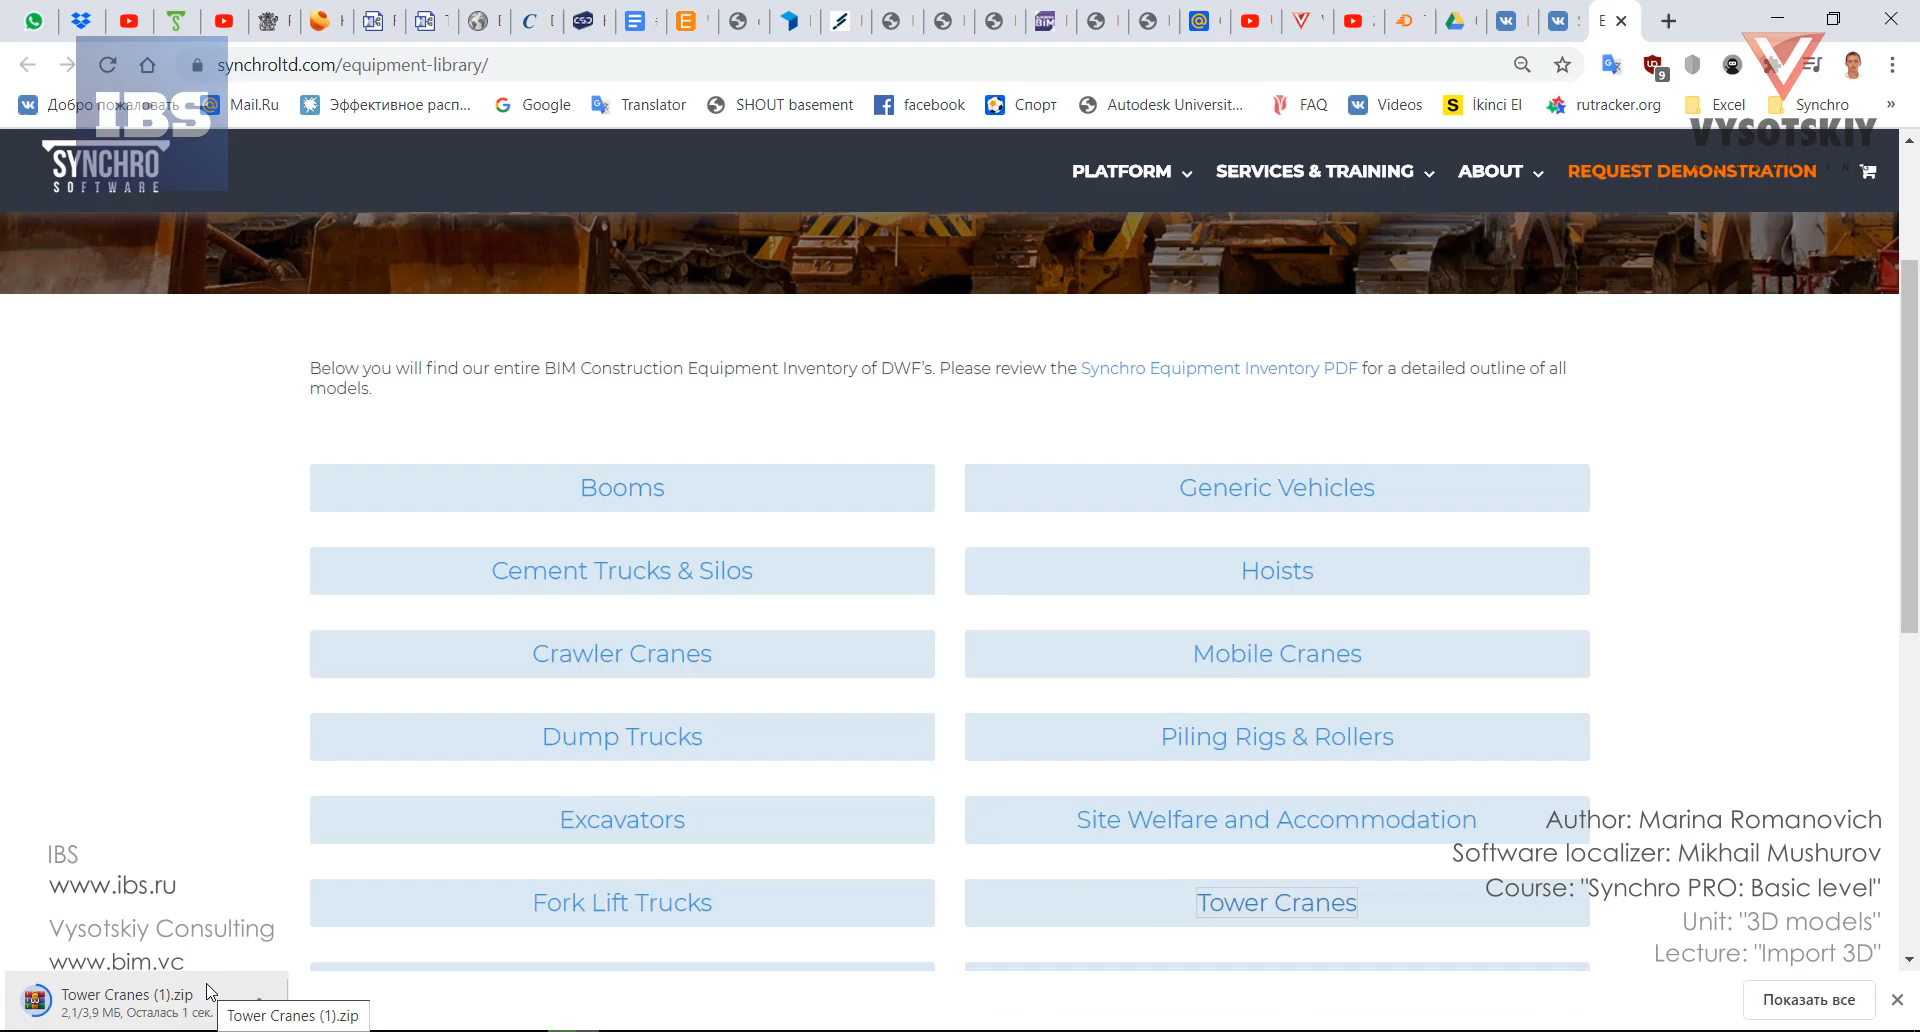 E
synchroltd.com/equipment-library/
9
Добро пожаловать
Mail.Ru
Эффективное расп...
Google
Translator
SHOUT basement
facebook
Спорт
Autodesk Universit...
FAQ
Videos
İkinci El
rutracker.org
Excel
Synchro
»
IBS
VYSOTSKIY
SYNCHRO
SOFTWARE
PLATFORM
SERVICES & TRAINING
ABOUT
REQUEST DEMONSTRATION
Below you will find our entire BIM Construction Equipment Inventory of DWF's. Please review the Synchro Equipment Inventory PDF for a detailed outline of all
models.
Booms
Generic Vehicles
Cement Trucks & Silos
Hoists
Crawler Cranes
Mobile Cranes
Dump Trucks
Piling Rigs & Rollers
Excavators
Site Welfare and Accommodation
Fork Lift Trucks
Tower Cranes
Author: Marina Romanovich
Software localizer: Mikhail Mushurov
Course: "Synchro PRO: Basic level"
Unit: "3D models"
Lecture: "Import 3D"
IBS
www.ibs.ru
Vysotskiy Consulting
www.bim.vc
Tower Cranes (1).zip
2,1/3,9 МБ, Осталась 1 сек.
Tower Cranes (1).zip
Показать все